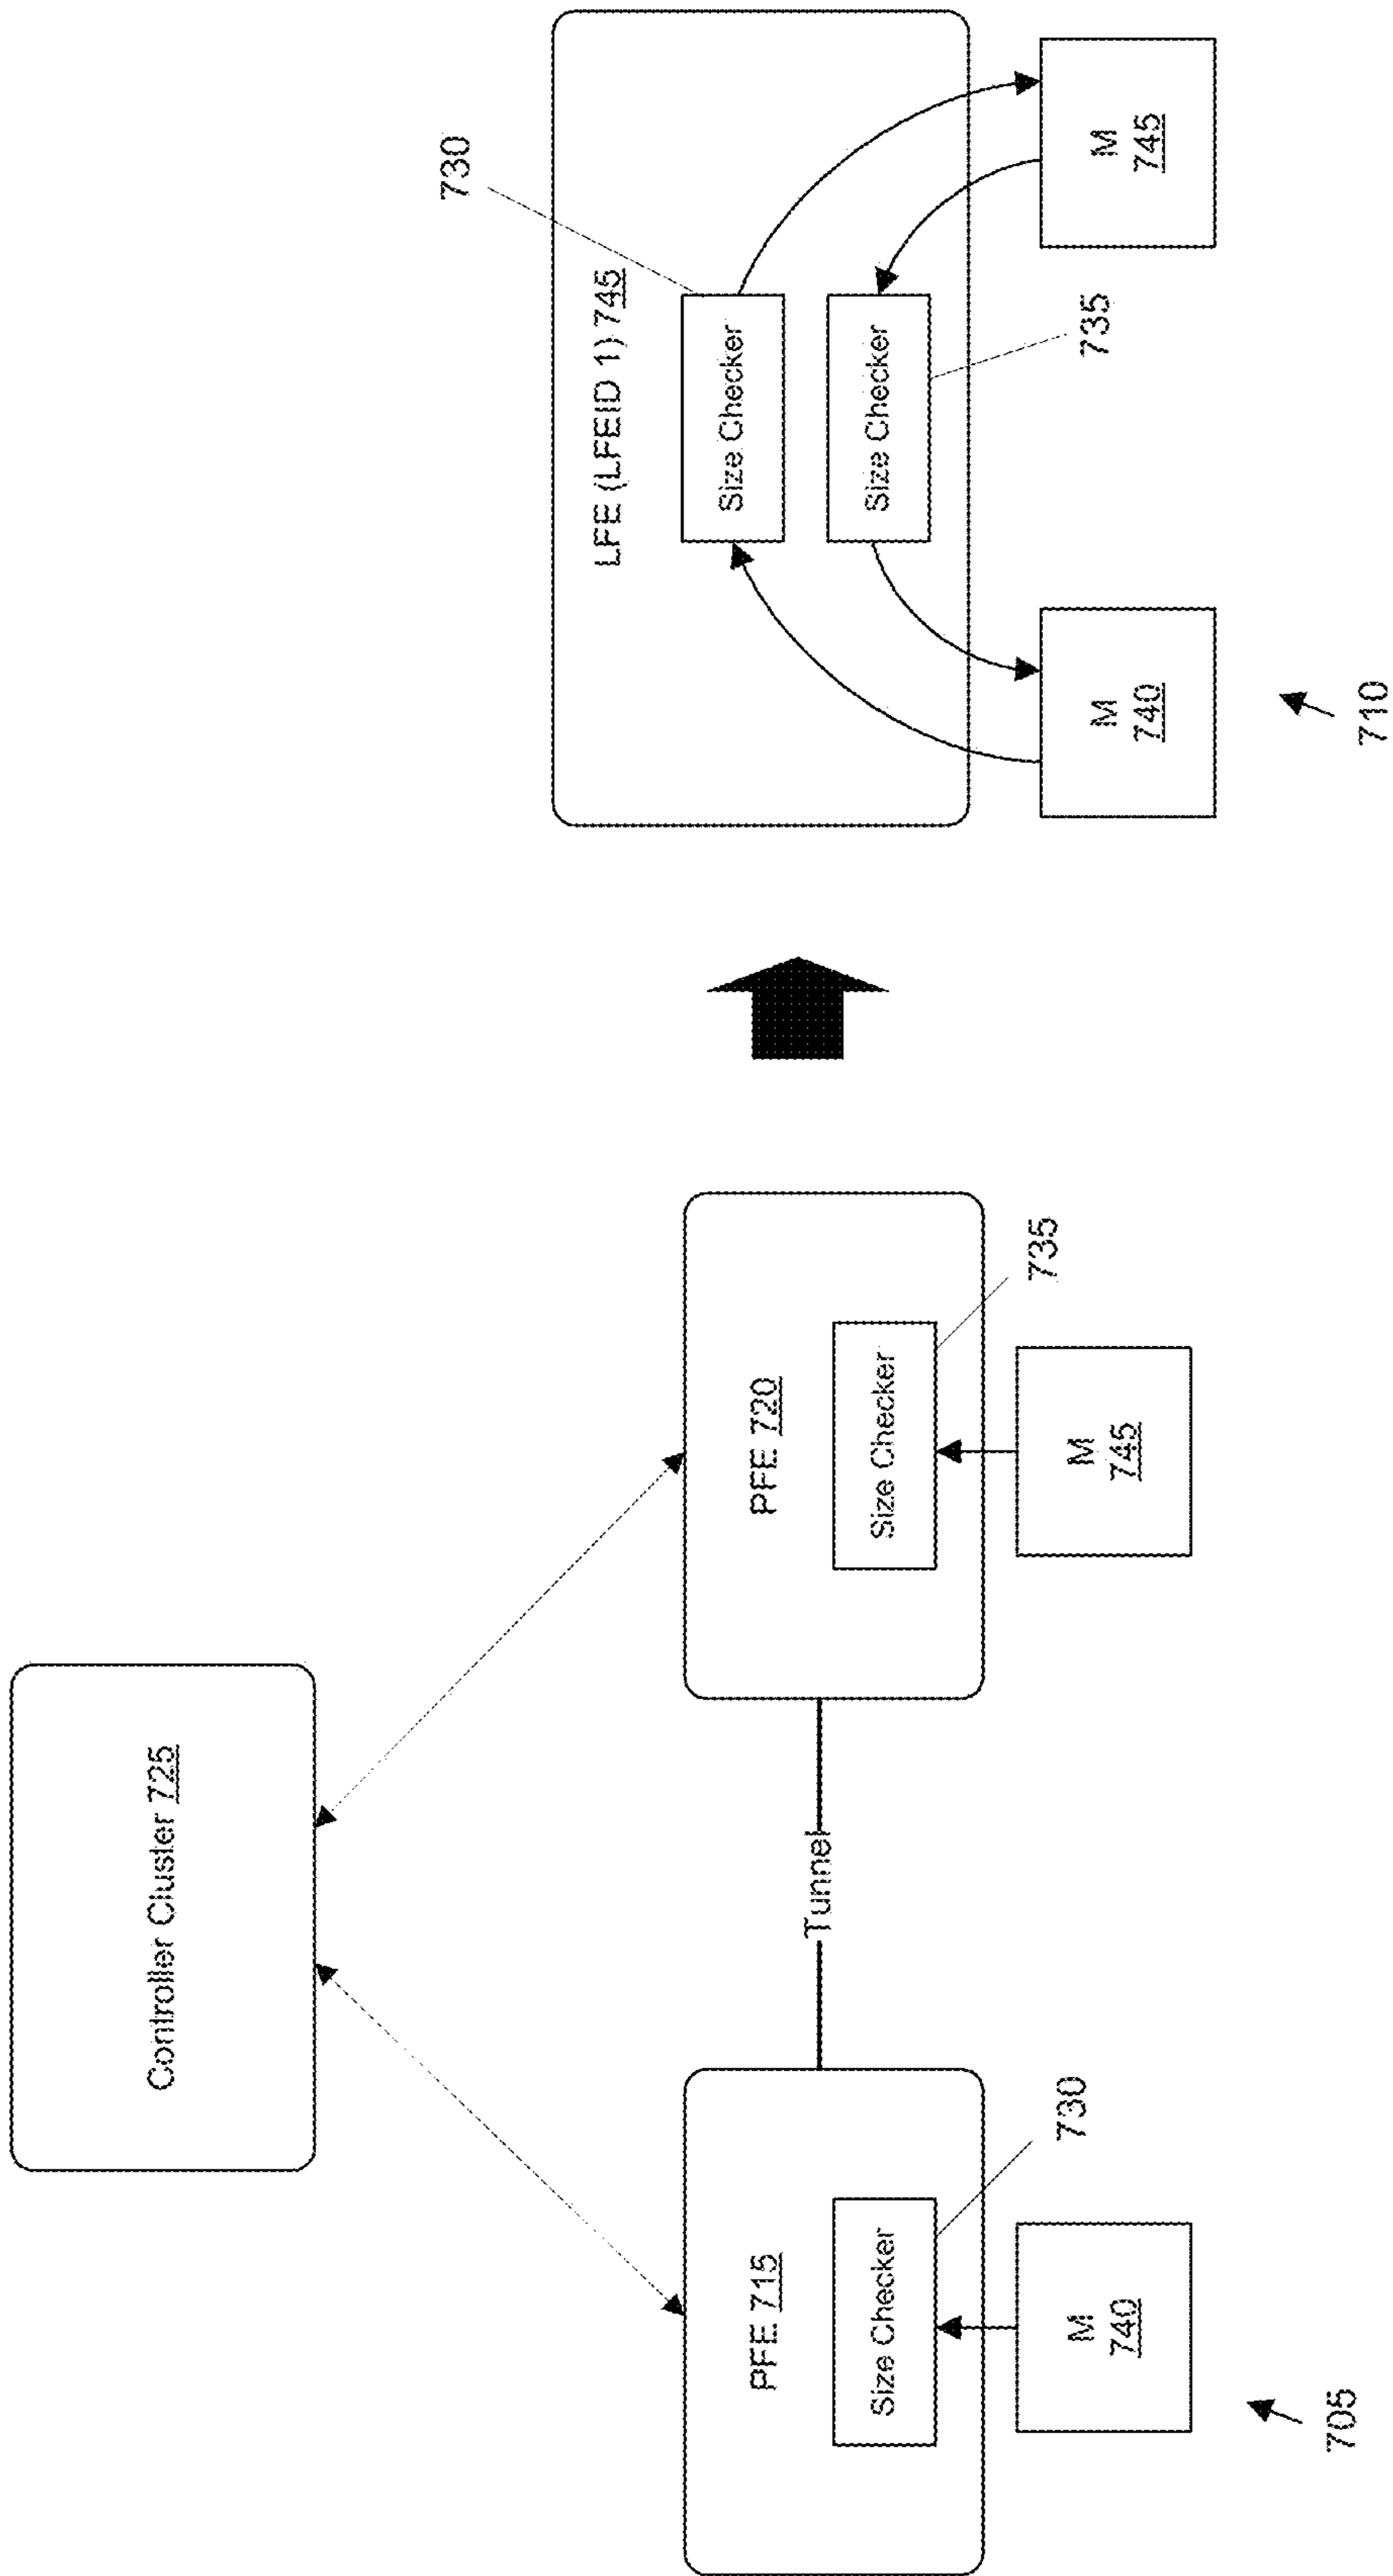 Controller Cluster 725
PFE 715
Size Checker
730
M
740
705
Tunnel
PFE 720
Size Checker
735
M
745
LFE (LFEID 1) 745
730
Size Checker
Size Checker
735
M
740
M
745
710